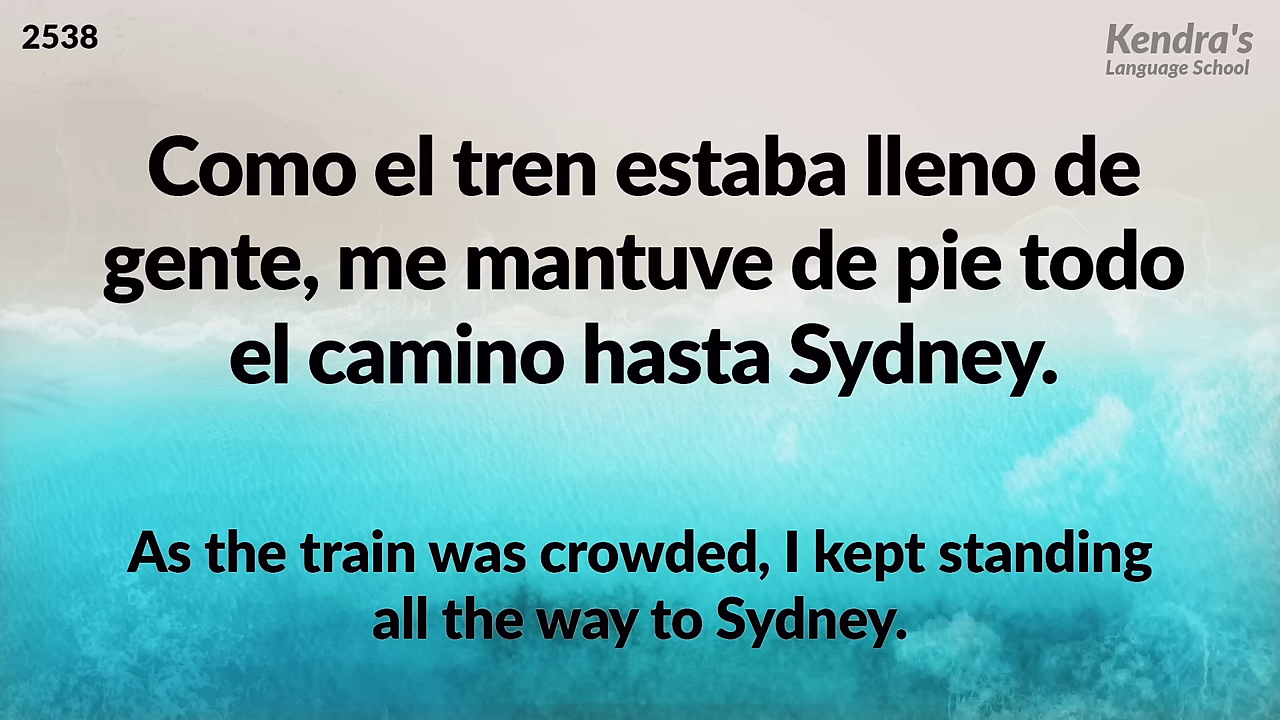 2538
Kendra's
Language School
Como el tren estaba lleno de
gente, me mantuve de pie todo
el camino hasta Sydney.
As the train was crowded, I kept standing
all the way to Sydney.